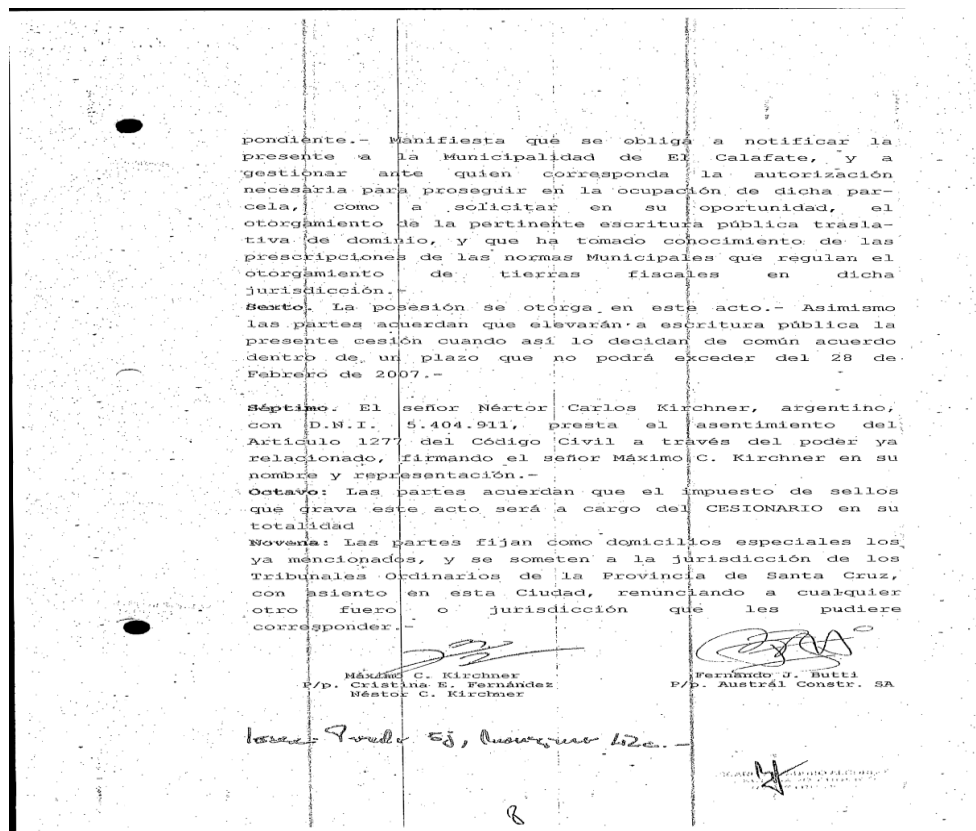 pondiente.- Manifiesta que se obliga a notificar la
presente a la Municipalidad de El Calafate, y a
gestionar ante quien corresponda la autorización
necesaria para proseguir en la ocupación de dicha par-
cela, como a solicitar en su oportunidad, el
otorgamiento de la pertinente escritura pública trasla-
tiva de dominio, y que ha tomado conocimiento de las
prescripciones de las normas Municipales que regulan el
otorgamiento de tierras fiscales en dicha
jurisdicción.-
Sexto. La posesión se otorga en este acto.- Asimismo
las partes acuerdan que elevarán a escritura pública la
presente cesión cuando así lo decidan de común acuerdo
dentro de un plazo que no podrá exceder del 28 de
Febrero de 2007.-
Séptimo. El señor Nértor Carlos Kirchner, argentino,
con D.N.I. 5.404.911, presta el asentimiento del
Artículo 1277 del Código Civil a través del poder ya
relacionado, firmando el señor Máximo C. Kirchner en su
nombre y representación.-
Octavo: Las partes acuerdan que el impuesto de sellos
que grava este acto será a cargo del CESIONARIO en su
totalidad
Novena: Las partes fijan como domicilios especiales los
ya mencionados, y se someten a la jurisdicción de los
Tribunales Ordinarios de la Provincia de Santa Cruz,
con asiento en esta Ciudad, renunciando a cualquier
otro fuero o jurisdicción que les pudiere
corresponder.-
Máximo C. Kirchner
P/p. Cristina E. Fernández
Néstor C. Kirchner
Fernando J. Butti
P/p. Austral Constr. SA
8